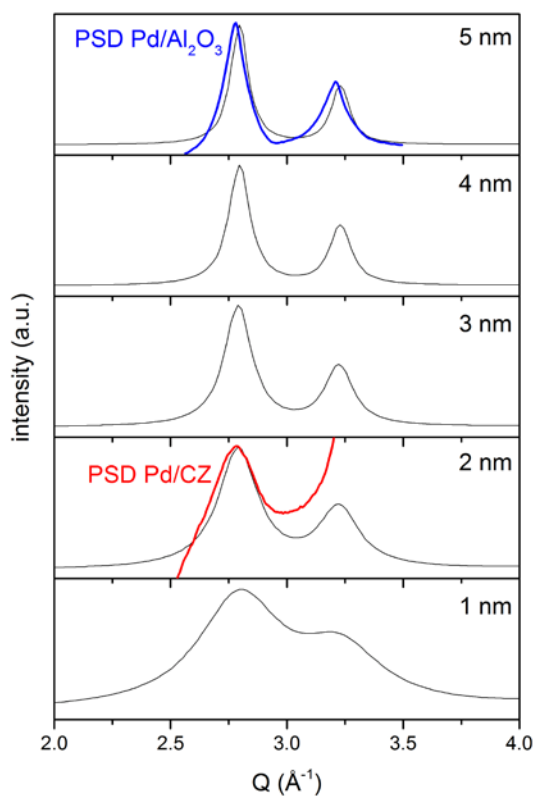 PSD Pd/Al₂O₃
5 nm
4 nm
3 nm
PSD Pd/CZ
2 nm
1 nm
intensity (a.u.)
2.0 2.5 3.0 3.5 4.0
Q (Å⁻¹)